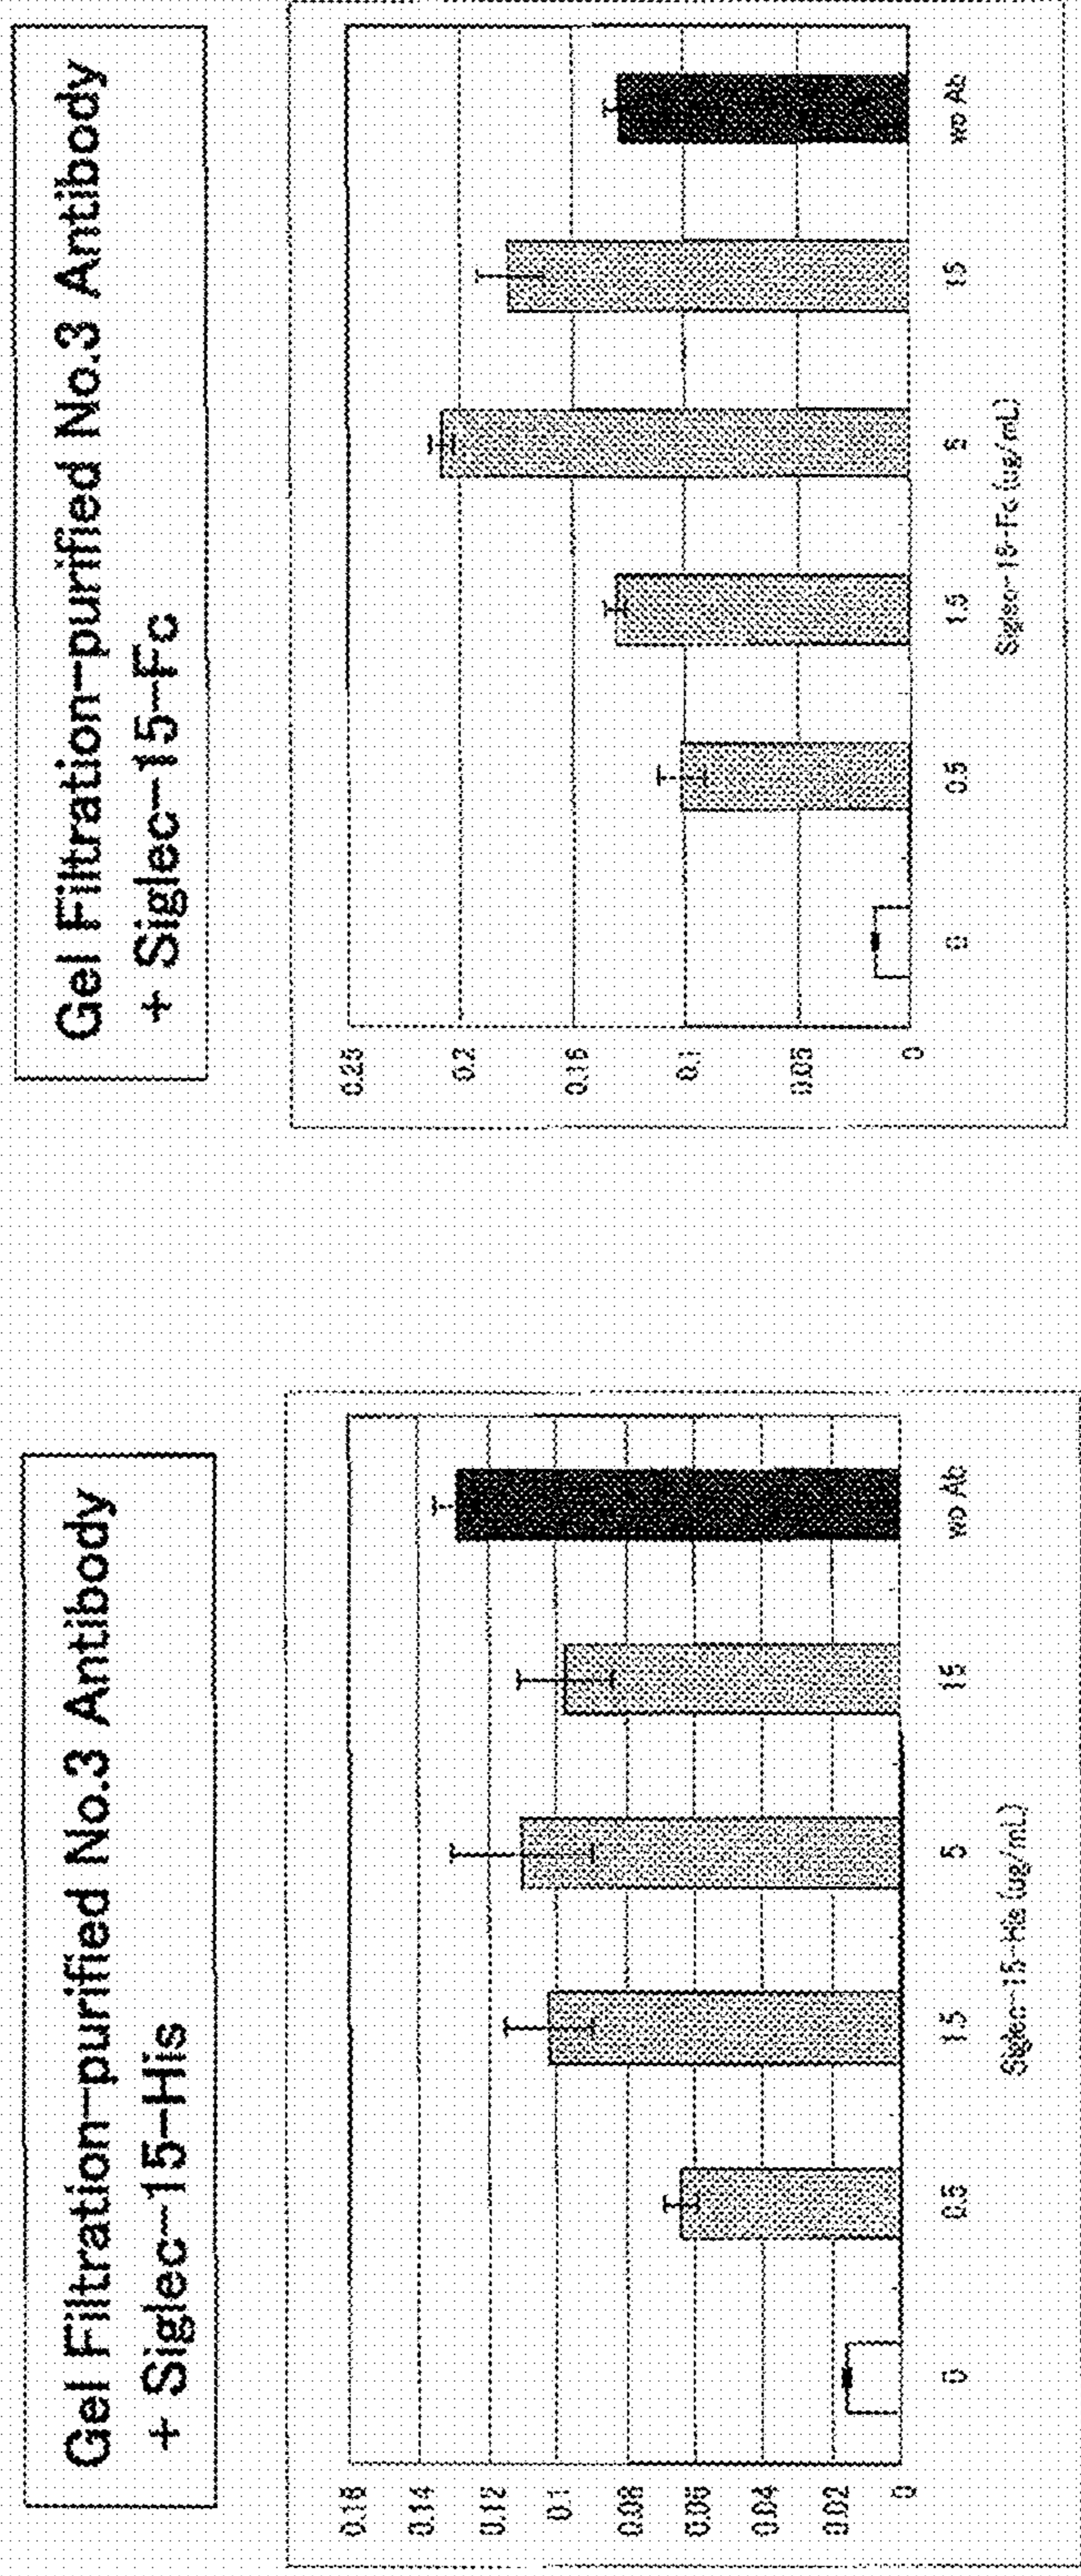 Gel Filtration-purified No.3 Antibody
+ Siglec-15-His
0.16
0.14
0.12
0.1
0.08
0.06
0.04
0.02
0
0 0.5 1.5 5 15 wo Ab
Siglec-15-His (ug/mL)
Gel Filtration-purified No.3 Antibody
+ Siglec-15-Fc
0.25
0.2
0.15
0.1
0.05
0
0 0.5 1.5 5 15 wo Ab
Siglec-15-Fc (ug/mL)